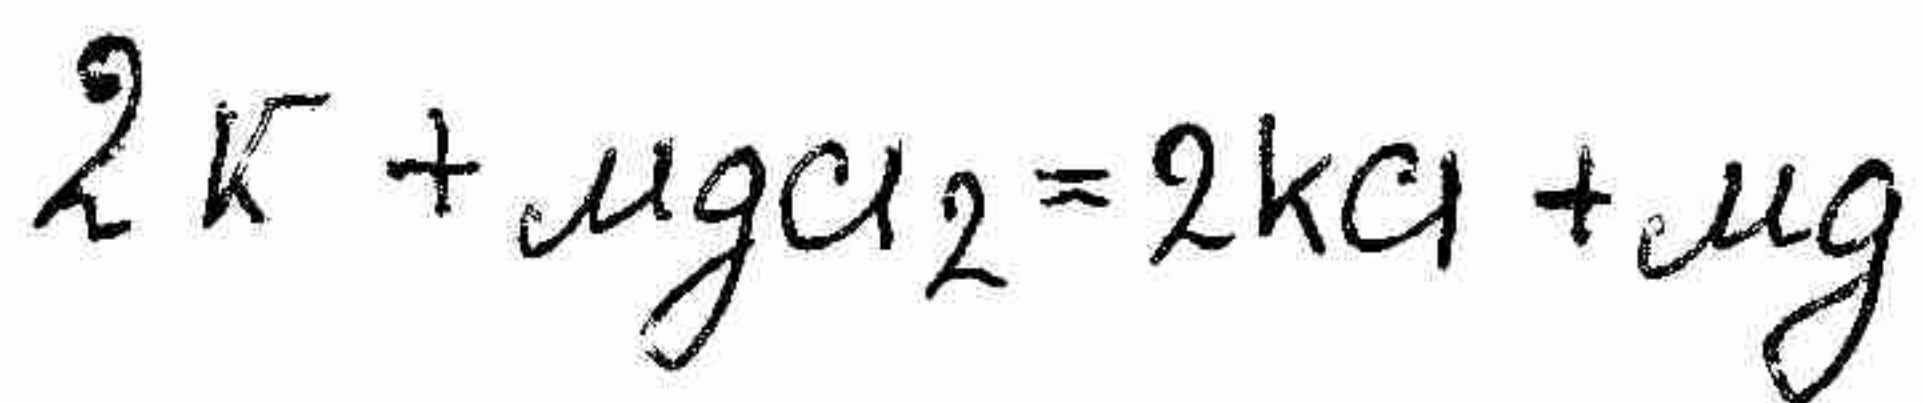 2K + MgCl₂ = 2KCl + Mg